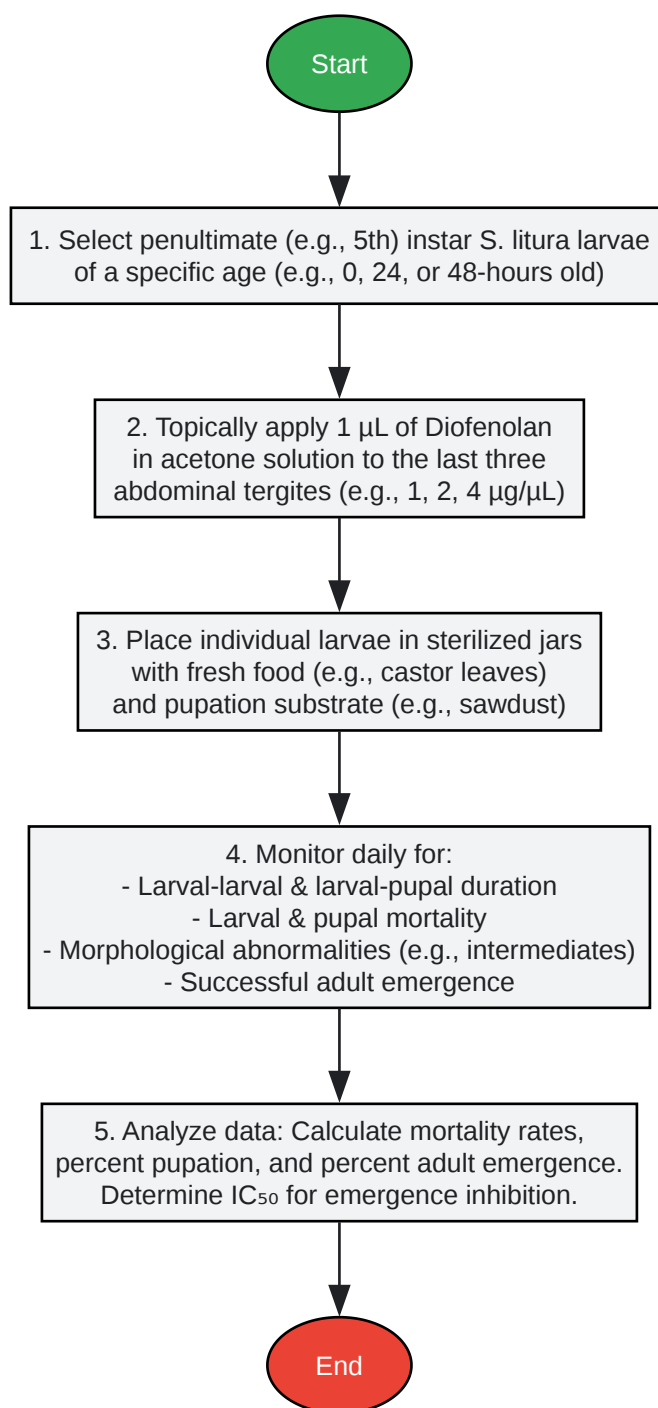 Start
1. Select penultimate (e.g., 5th) instar S. litura larvae
of a specific age (e.g., 0, 24, or 48-hours old)
2. Topically apply 1 µL of Diofenolan
in acetone solution to the last three
abdominal tergites (e.g., 1, 2, 4 µg/µL)
3. Place individual larvae in sterilized jars
with fresh food (e.g., castor leaves)
and pupation substrate (e.g., sawdust)
4. Monitor daily for:
- Larval-larval & larval-pupal duration
- Larval & pupal mortality
- Morphological abnormalities (e.g., intermediates)
- Successful adult emergence
5. Analyze data: Calculate mortality rates,
percent pupation, and percent adult emergence.
Determine IC₅₀ for emergence inhibition.
End